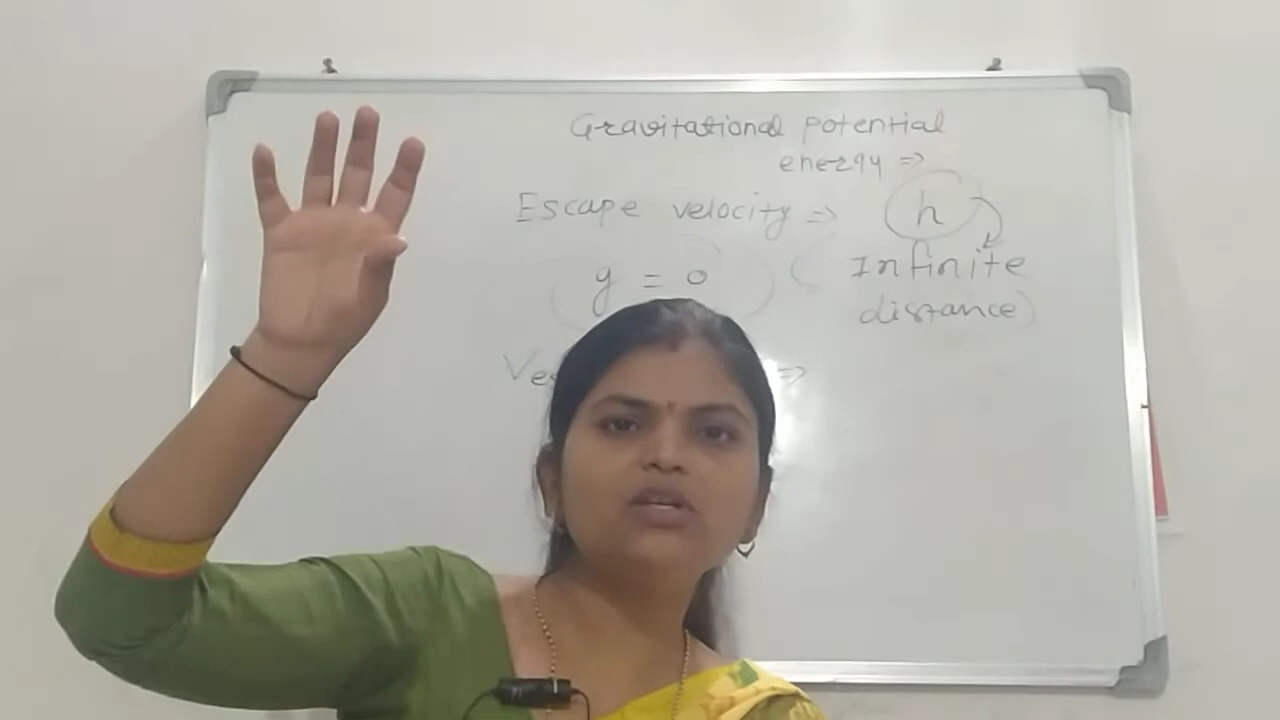 Gravitational potential
energy =>
Escape velocity => h
g = 0
Infinite
distance)
=>